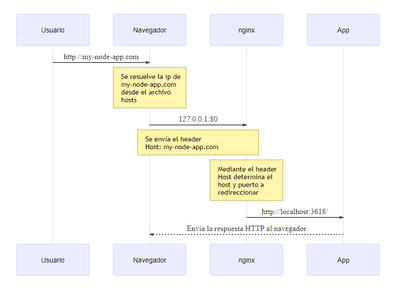 Usuario Navegador nginx App
http://my-node-app.com
Se resuelve la ip de
my-node-app.com
desde el archivo
hosts
127.0.0.1:80
Se envía el header
Host: my-node-app.com
Mediante el header
Host determina el
host y puerto a
redireccionar
http://localhost:3618/
Envia la respuesta HTTP al navegador
Usuario Navegador nginx App